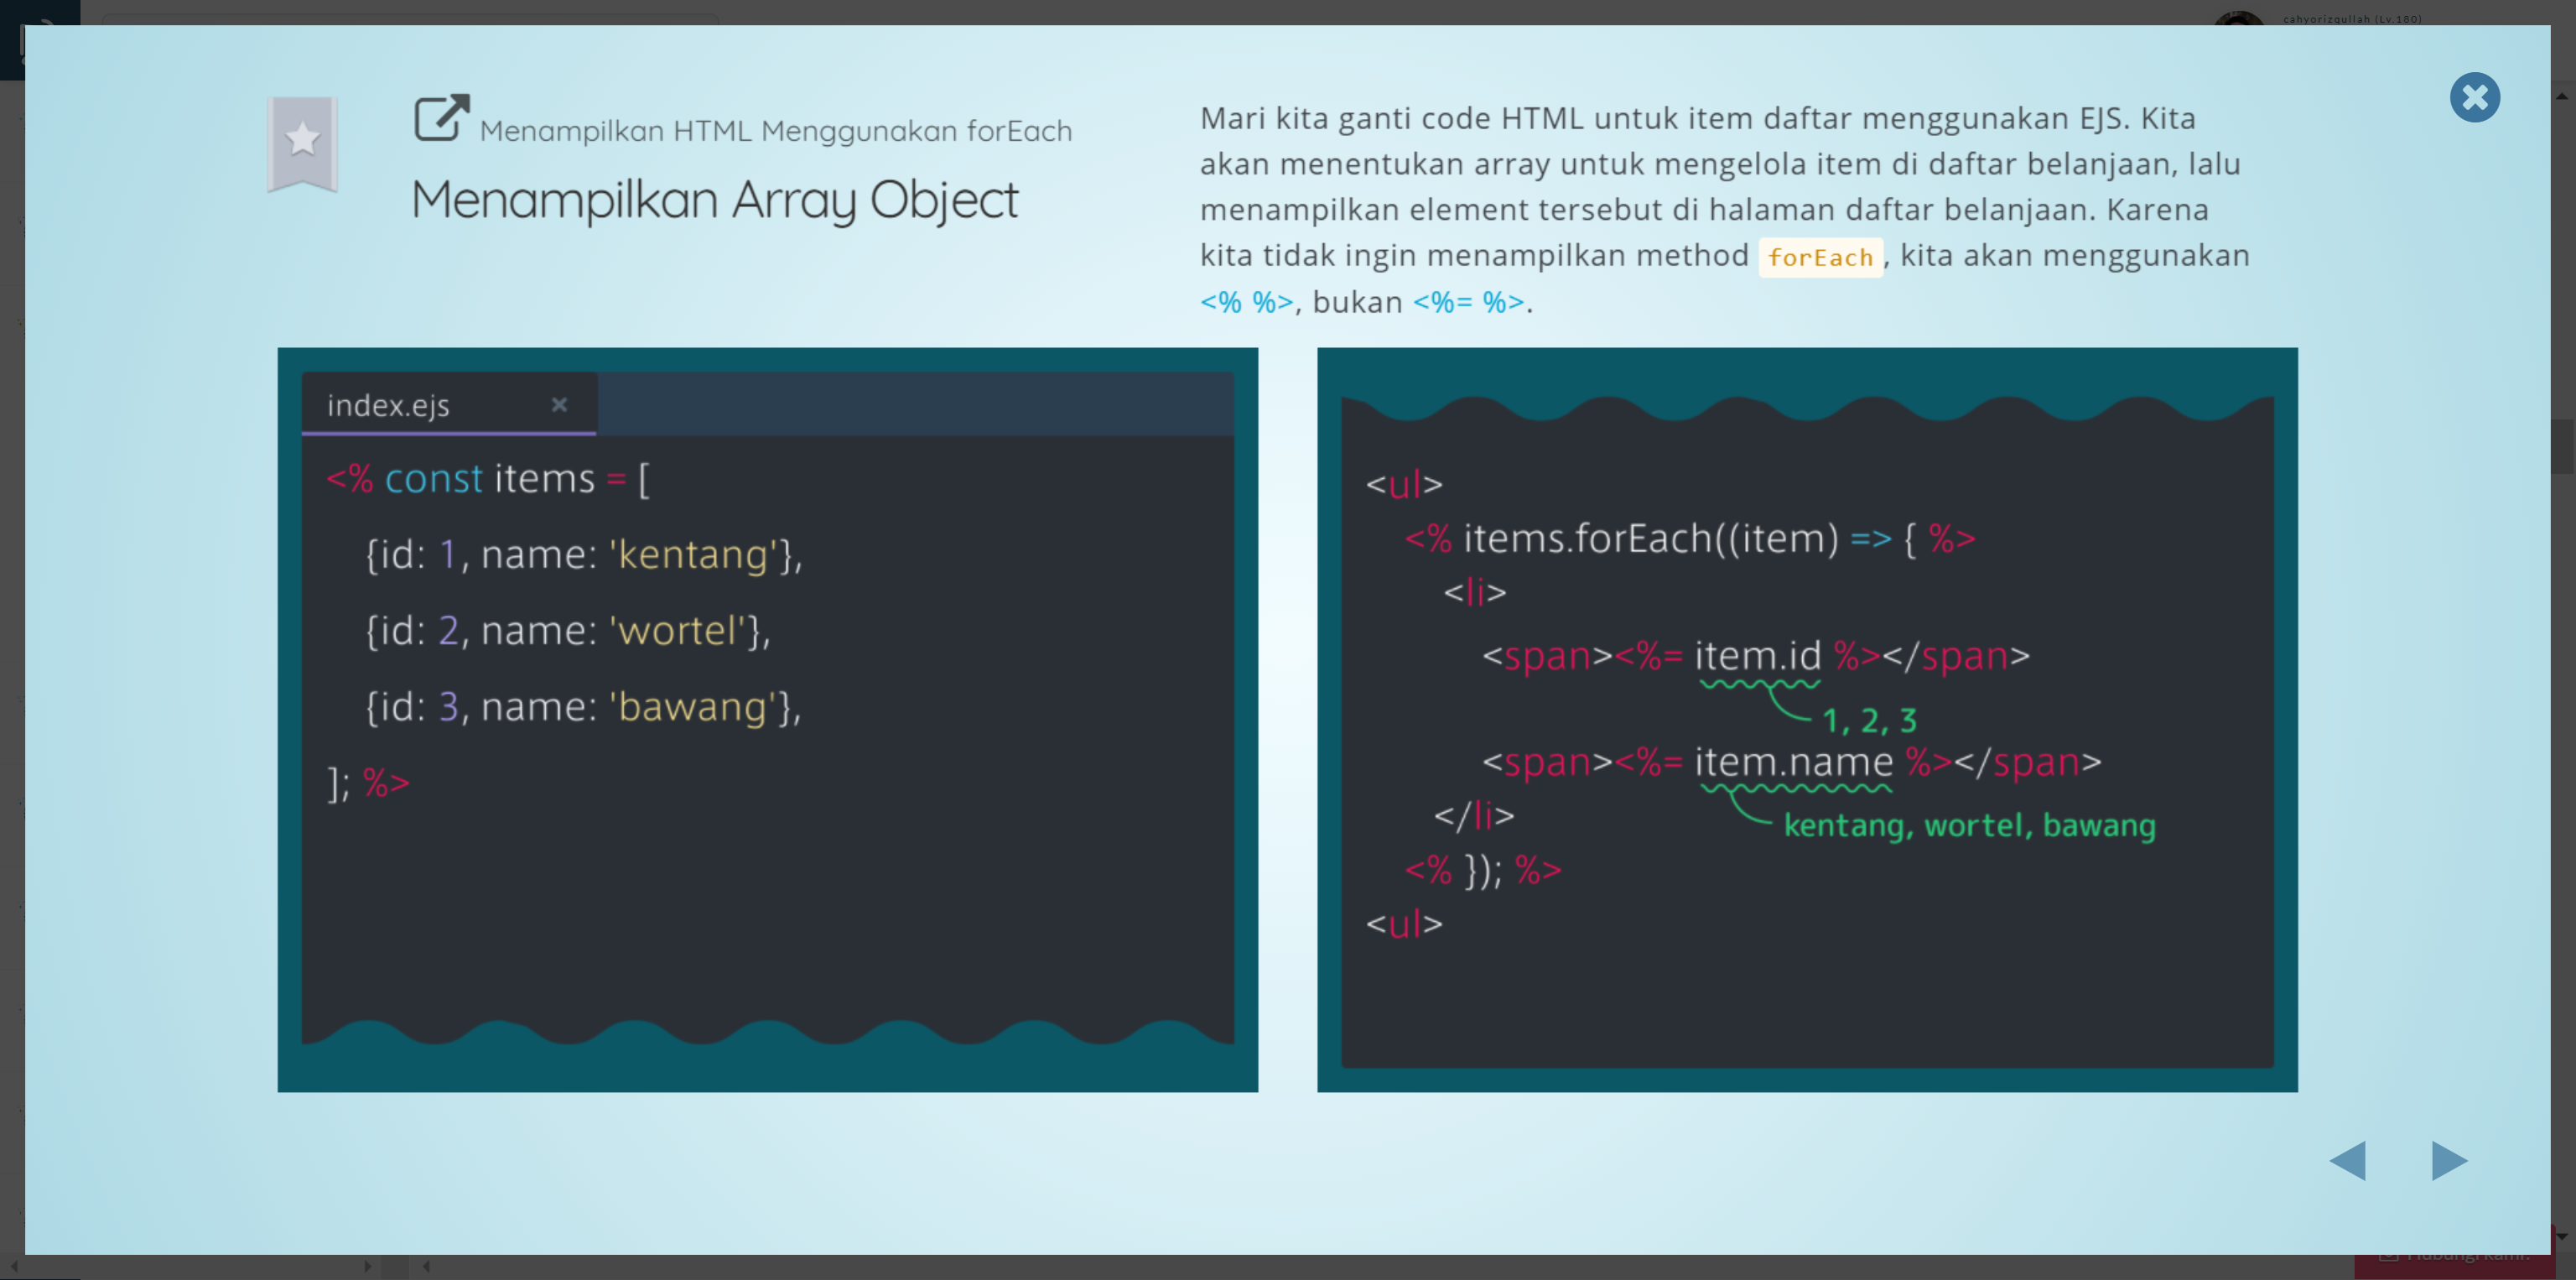 cahyorizqullah (Lv.180)
Menampilkan HTML Menggunakan forEach
Menampilkan Array Object
Mari kita ganti code HTML untuk item daftar menggunakan EJS. Kita
akan menentukan array untuk mengelola item di daftar belanjaan, lalu
menampilkan element tersebut di halaman daftar belanjaan. Karena
kita tidak ingin menampilkan method forEach, kita akan menggunakan
<% %>, bukan <%= %>.
index.ejs ×
<% const items = [
{id: 1, name: 'kentang'},
{id: 2, name: 'wortel'},
{id: 3, name: 'bawang'},
]; %>
<ul>
<% items.forEach((item) => { %>
<li>
<span><%= item.id %></span>
1, 2, 3
<span><%= item.name %></span>
kentang, wortel, bawang
</li>
<% }); %>
<ul>